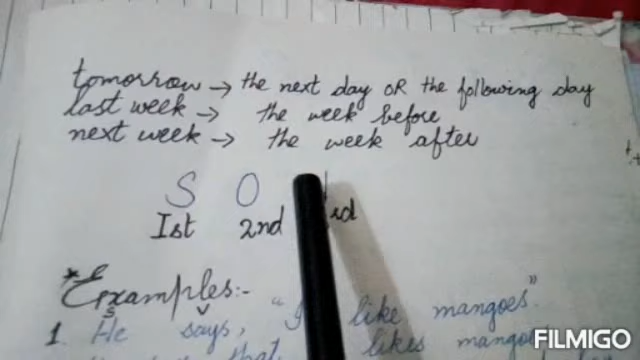 tomorrow → the next day OR the following day
last week → the week before
next week → the week after
S O
Ist 2nd
Examples:-
S V
1. He says, "I like mangoes".
likes
FILMIGO